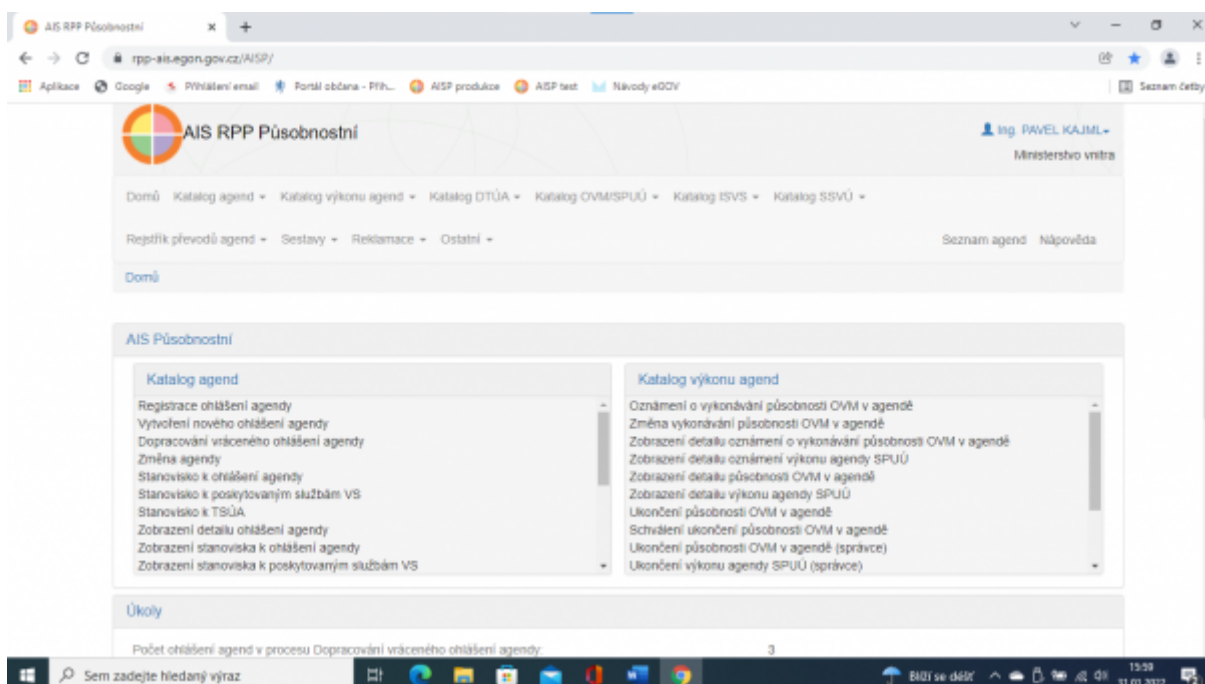 AIS RPP Působnostní
rpp-ais.egon.gov.cz/AISP/
Aplikace Google Přihlášení email Portál občana - Přih... AISP produkce AISP test Návody eGOV Seznam četby
AIS RPP Působnostní
Ing. PAVEL KAJML
Ministerstvo vnitra
Domů Katalog agend Katalog výkonu agend Katalog DTÚA Katalog OVM/SPUÚ Katalog ISVS Katalog SSVÚ
Rejstřík převodů agend Sestavy Reklamace Ostatní Seznam agend Nápověda
Domů
AIS Působnostní
Katalog agend
Registrace ohlášení agendy
Vytvoření nového ohlášení agendy
Dopracování vráceného ohlášení agendy
Změna agendy
Stanovisko k ohlášení agendy
Stanovisko k poskytovaným službám VS
Stanovisko k TSÚA
Zobrazení detailu ohlášení agendy
Zobrazení stanoviska k ohlášení agendy
Zobrazení stanoviska k poskytovaným službám VS
Katalog výkonu agend
Oznámení o vykonávání působnosti OVM v agendě
Změna vykonávání působnosti OVM v agendě
Zobrazení detailu oznámení o vykonávání působnosti OVM v agendě
Zobrazení detailu oznámení výkonu agendy SPUÚ
Zobrazení detailu působnosti OVM v agendě
Zobrazení detailu výkonu agendy SPUÚ
Ukončení působnosti OVM v agendě
Schválení ukončení působnosti OVM v agendě
Ukončení působnosti OVM v agendě (správce)
Ukončení výkonu agendy SPUÚ (správce)
Úkoly
Počet ohlášení agend v procesu Dopracování vráceného ohlášení agendy: 3
Sem zadejte hledaný výraz
Blíží se déšť
15:59